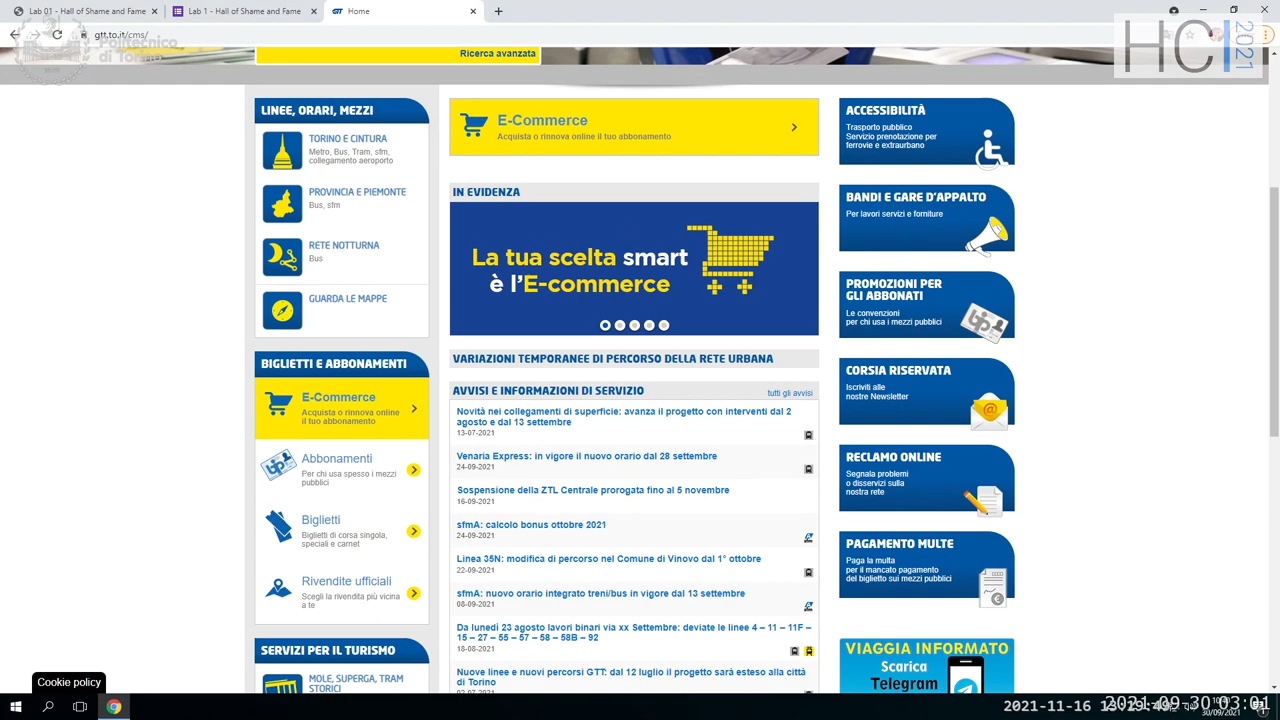 Lab 01 - Hall of Shame and Fame
Lab 1 - Hall of Shame and Fame
Home
gtt.to.it/cms/
Politecnico
di Torino
HCI
2021
Ricerca avanzata
LINEE, ORARI, MEZZI
TORINO E CINTURA
Metro, Bus, Tram, sfm,
collegamento aeroporto
PROVINCIA E PIEMONTE
Bus, sfm
RETE NOTTURNA
Bus
GUARDA LE MAPPE
BIGLIETTI E ABBONAMENTI
E-Commerce
Acquista o rinnova online
il tuo abbonamento
Abbonamenti
Per chi usa spesso i mezzi
pubblici
Biglietti
Biglietti di corsa singola,
speciali e carnet
Rivendite ufficiali
Scegli la rivendita più vicina
a te
SERVIZI PER IL TURISMO
MOLE, SUPERGA, TRAM
STORICI
Cookie policy
E-Commerce
Acquista o rinnova online il tuo abbonamento
IN EVIDENZA
La tua scelta smart
è l'E-commerce
VARIAZIONI TEMPORANEE DI PERCORSO DELLA RETE URBANA
AVVISI E INFORMAZIONI DI SERVIZIO
tutti gli avvisi
Novità nei collegamenti di superficie: avanza il progetto con interventi dal 2
agosto e dal 13 settembre
13-07-2021
Venaria Express: in vigore il nuovo orario dal 28 settembre
24-09-2021
Sospensione della ZTL Centrale prorogata fino al 5 novembre
16-09-2021
sfmA: calcolo bonus ottobre 2021
24-09-2021
Linea 35N: modifica di percorso nel Comune di Vinovo dal 1° ottobre
22-09-2021
sfmA: nuovo orario integrato treni/bus in vigore dal 13 settembre
08-09-2021
Da lunedì 23 agosto lavori binari via xx Settembre: deviate le linee 4 – 11 – 11F –
15 – 27 – 55 – 57 – 58 – 58B – 92
18-08-2021
Nuove linee e nuovi percorsi GTT: dal 12 luglio il progetto sarà esteso alla città
di Torino
ACCESSIBILITÀ
Trasporto pubblico
Servizio prenotazione per
ferrovie e extraurbano
BANDI E GARE D'APPALTO
Per lavori servizi e forniture
PROMOZIONI PER
GLI ABBONATI
Le convenzioni
per chi usa i mezzi pubblici
CORSIA RISERVATA
Iscriviti alle
nostre Newsletter
RECLAMO ONLINE
Segnala problemi
o disservizi sulla
nostra rete
PAGAMENTO MULTE
Paga la multa
per il mancato pagamento
del biglietto sui mezzi pubblici
VIAGGIA INFORMATO
Scarica
Telegram
30/09/2021